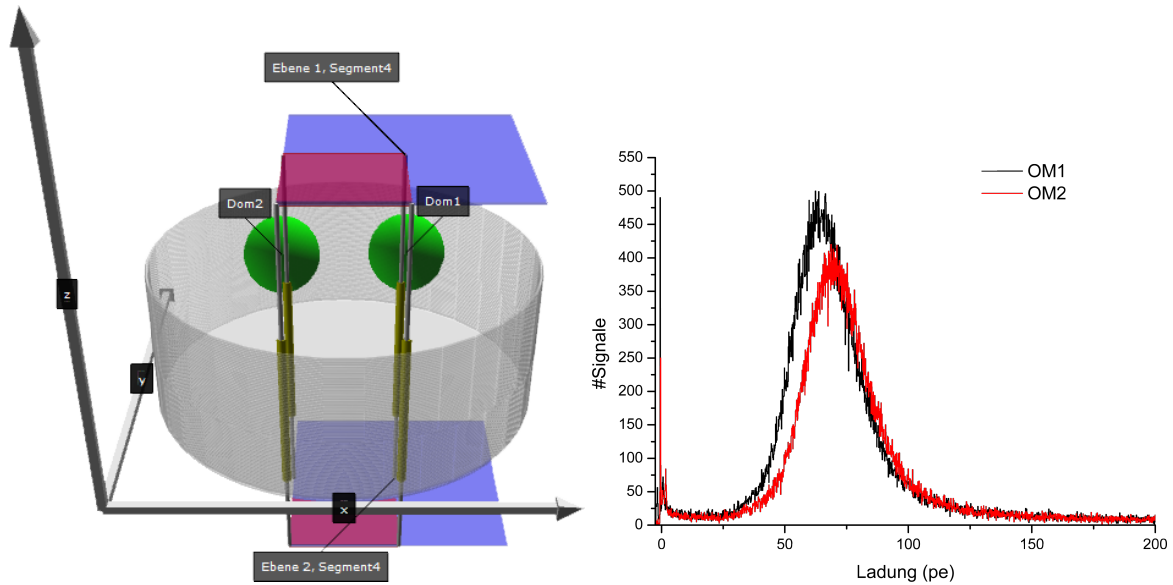 Ebene 1, Segment4
Dom2
Dom1
z
y
x
Ebene 2, Segment4
550
500
450
400
350
300
250
200
150
100
50
0
#Signale
OM1
OM2
0
50
100
150
200
Ladung (pe)